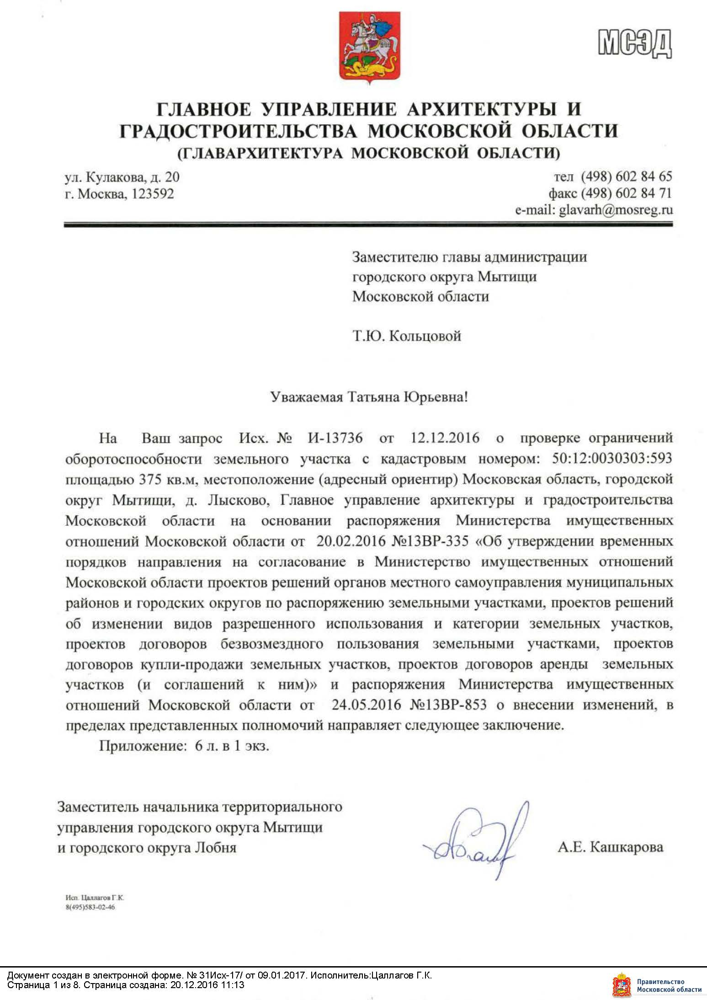 МСЭД
ГЛАВНОЕ УПРАВЛЕНИЕ АРХИТЕКТУРЫ И
ГРАДОСТРОИТЕЛЬСТВА МОСКОВСКОЙ ОБЛАСТИ
(ГЛАВАРХИТЕКТУРА МОСКОВСКОЙ ОБЛАСТИ)
ул. Кулакова, д. 20
г. Москва, 123592
тел (498) 602 84 65
факс (498) 602 84 71
e-mail: glavarh@mosreg.ru
Заместителю главы администрации
городского округа Мытищи
Московской области
Т.Ю. Кольцовой
Уважаемая Татьяна Юрьевна!
На Ваш запрос Исх. № И-13736 от 12.12.2016 о проверке ограничений
оборотоспособности земельного участка с кадастровым номером: 50:12:0030303:593
площадью 375 кв.м, местоположение (адресный ориентир) Московская область, городской
округ Мытищи, д. Лысково, Главное управление архитектуры и градостроительства
Московской области на основании распоряжения Министерства имущественных
отношений Московской области от 20.02.2016 №13ВР-335 «Об утверждении временных
порядков направления на согласование в Министерство имущественных отношений
Московской области проектов решений органов местного самоуправления муниципальных
районов и городских округов по распоряжению земельными участками, проектов решений
об изменении видов разрешенного использования и категории земельных участков,
проектов договоров безвозмездного пользования земельными участками, проектов
договоров купли-продажи земельных участков, проектов договоров аренды земельных
участков (и соглашений к ним)» и распоряжения Министерства имущественных
отношений Московской области от 24.05.2016 №13ВР-853 о внесении изменений, в
пределах представленных полномочий направляет следующее заключение.
Приложение: 6 л. в 1 экз.
Заместитель начальника территориального
управления городского округа Мытищи
и городского округа Лобня
А.Е. Кашкарова
Исп. Цаллагов Г.К.
8(495)583-02-46
Документ создан в электронной форме. № 31Исх-17/ от 09.01.2017. Исполнитель:Цаллагов Г.К.
Страница 1 из 8. Страница создана: 20.12.2016 11:13
Правительство
Московской области